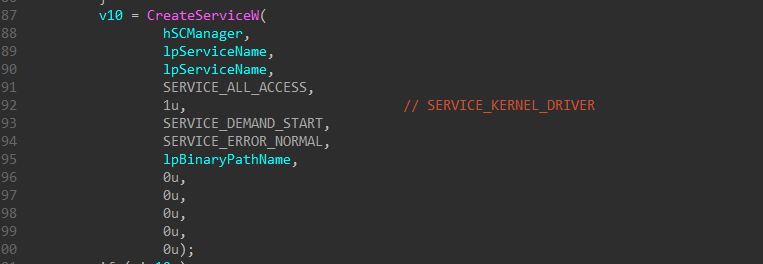 87 v10 = CreateServiceW(
88 hSCManager,
89 lpServiceName,
90 lpServiceName,
91 SERVICE_ALL_ACCESS,
92 1u, // SERVICE_KERNEL_DRIVER
93 SERVICE_DEMAND_START,
94 SERVICE_ERROR_NORMAL,
95 lpBinaryPathName,
96 0u,
97 0u,
98 0u,
99 0u,
00 0u);